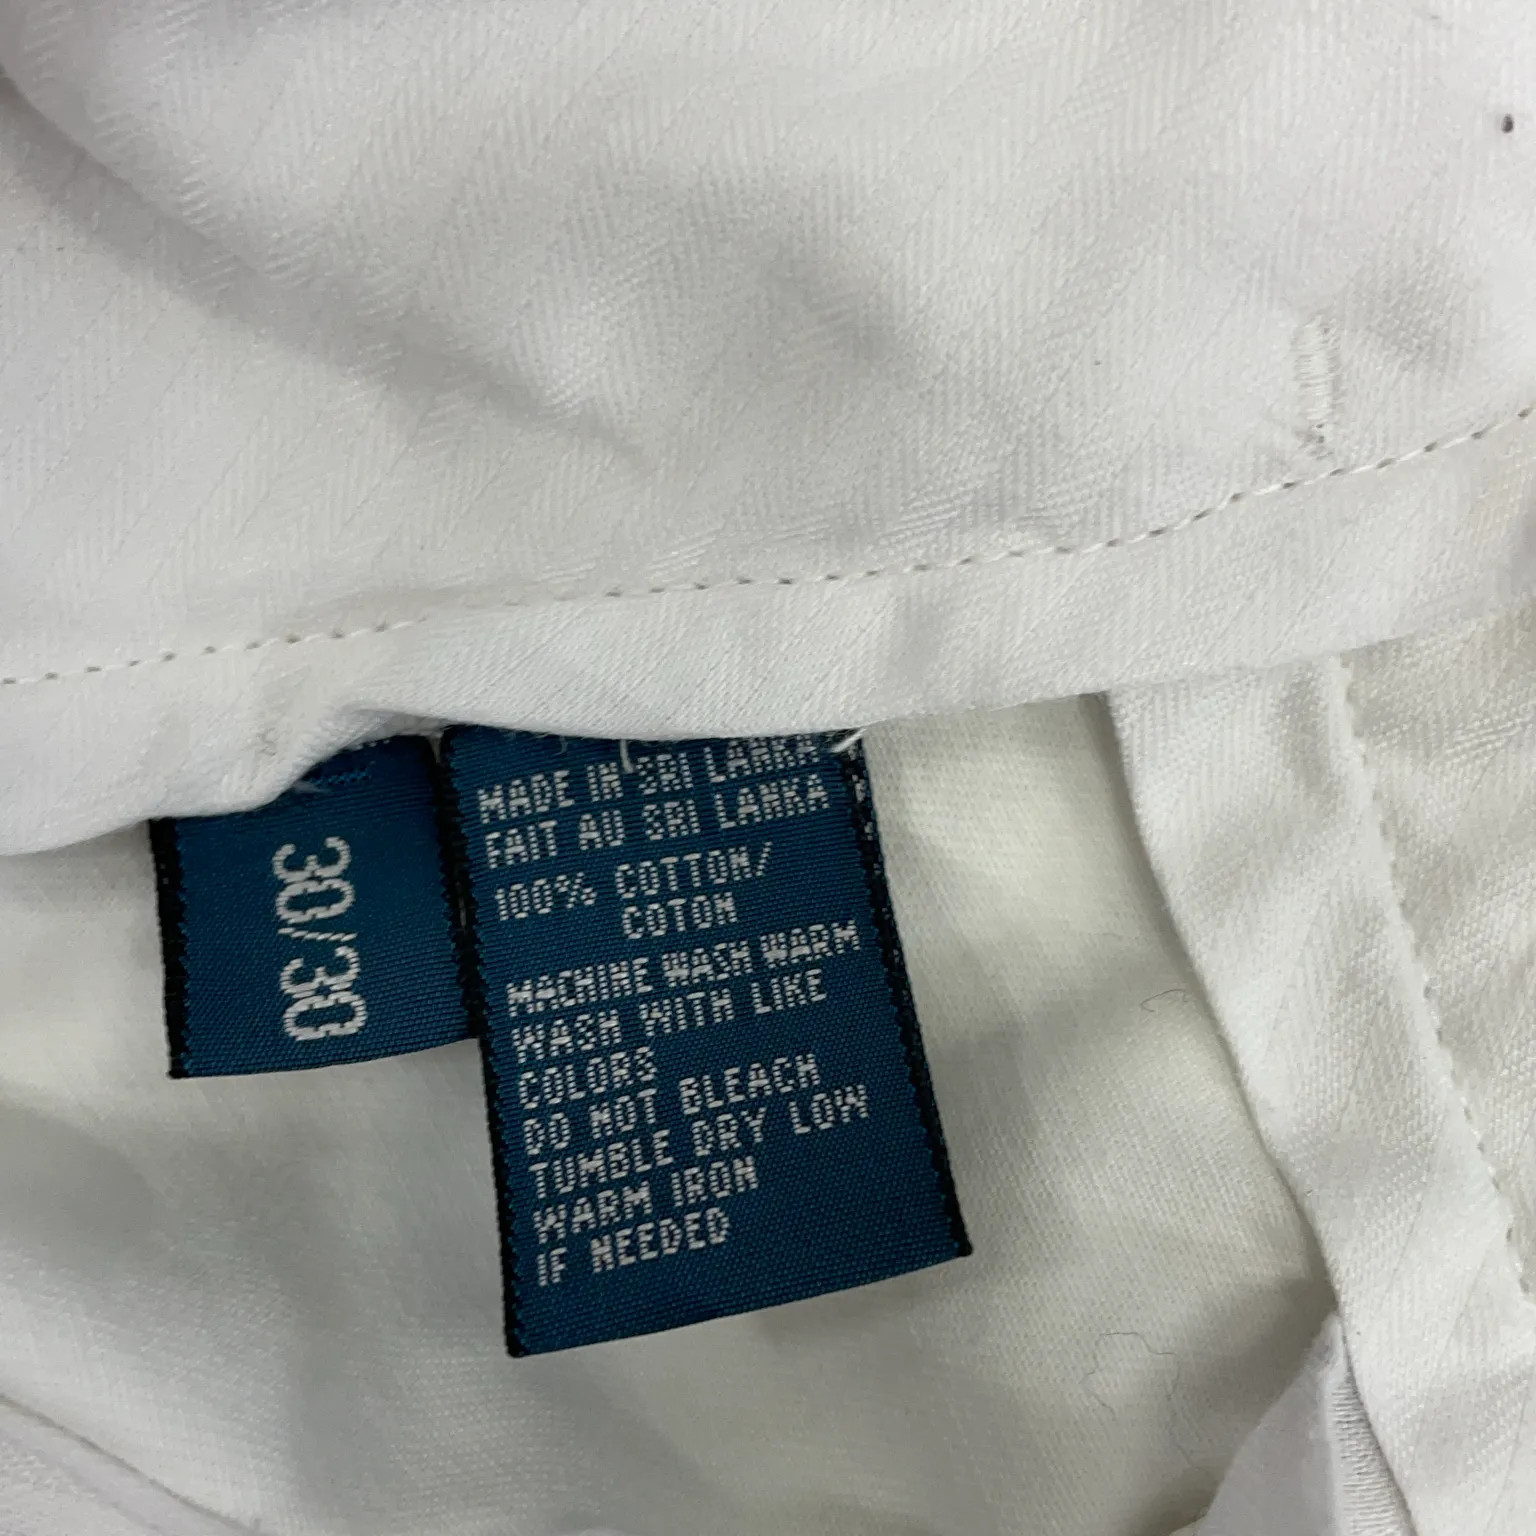 30/30
MADE IN SRI LANKA
FAIT AU SRI LANKA
100% COTTON/
COTON
MACHINE WASH WARM
WASH WITH LIKE
COLORS
DO NOT BLEACH
TUMBLE DRY LOW
WARM IRON
IF NEEDED